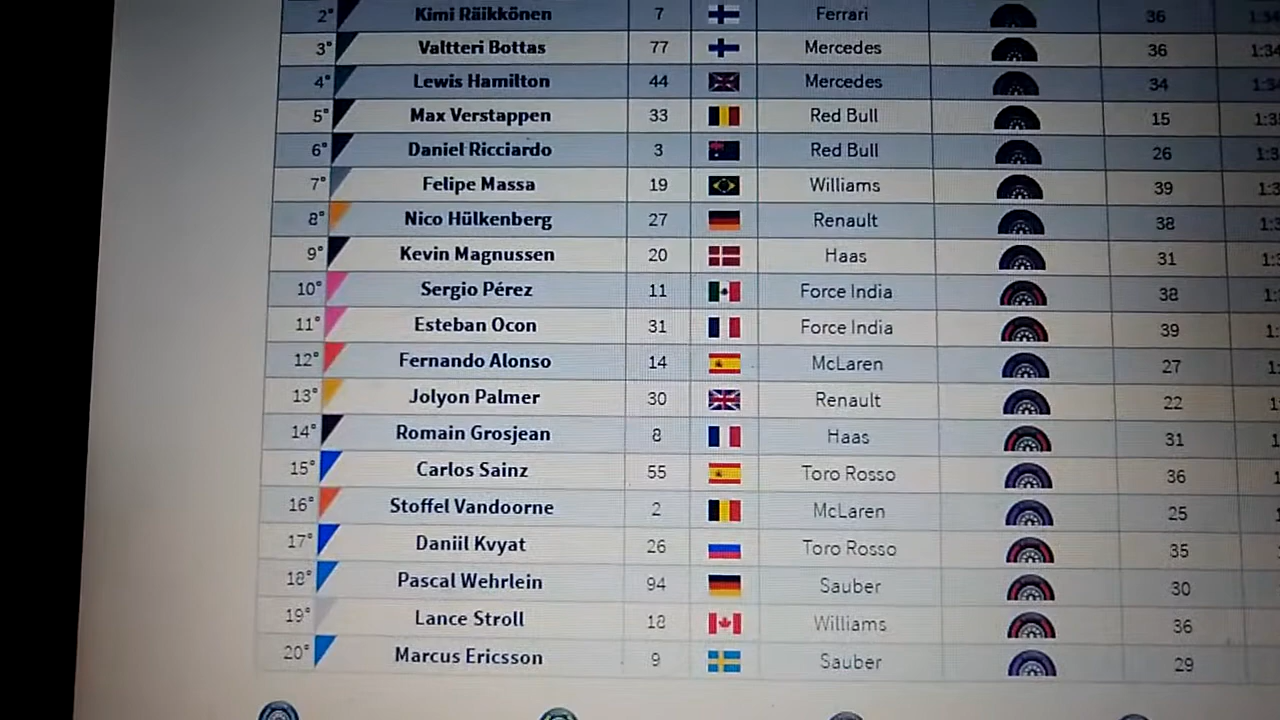 2° Kimi Räikkönen 7 Ferrari 36
3° Valtteri Bottas 77 Mercedes 36
4° Lewis Hamilton 44 Mercedes 34
5° Max Verstappen 33 Red Bull 15
6° Daniel Ricciardo 3 Red Bull 26
7° Felipe Massa 19 Williams 39
8° Nico Hülkenberg 27 Renault 38
9° Kevin Magnussen 20 Haas 31
10° Sergio Pérez 11 Force India 38
11° Esteban Ocon 31 Force India 39
12° Fernando Alonso 14 McLaren 27
13° Jolyon Palmer 30 Renault 22
14° Romain Grosjean 8 Haas 31
15° Carlos Sainz 55 Toro Rosso 36
16° Stoffel Vandoorne 2 McLaren 25
17° Daniil Kvyat 26 Toro Rosso 35
18° Pascal Wehrlein 94 Sauber 30
19° Lance Stroll 18 Williams 36
20° Marcus Ericsson 9 Sauber 29